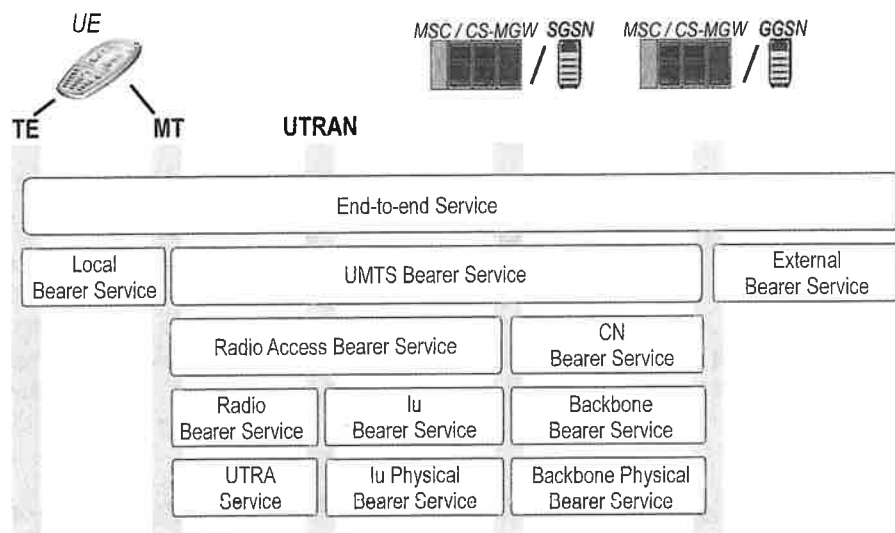 UE
MSC / CS-MGW / SGSN
MSC / CS-MGW / GGSN
TE
MT
UTRAN
End-to-end Service
Local
Bearer Service
UMTS Bearer Service
External
Bearer Service
Radio Access Bearer Service
CN
Bearer Service
Radio
Bearer Service
Iu
Bearer Service
Backbone
Bearer Service
UTRA
Service
Iu Physical
Bearer Service
Backbone Physical
Bearer Service